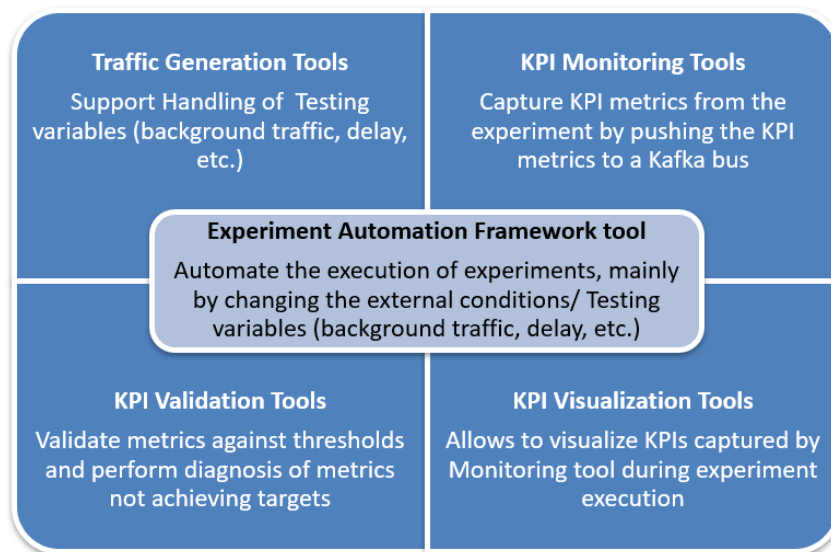 Traffic Generation Tools
Support Handling of Testing
variables (background traffic, delay,
etc.)
KPI Monitoring Tools
Capture KPI metrics from the
experiment by pushing the KPI
metrics to a Kafka bus
Experiment Automation Framework tool
Automate the execution of experiments, mainly
by changing the external conditions/ Testing
variables (background traffic, delay, etc.)
KPI Validation Tools
Validate metrics against thresholds
and perform diagnosis of metrics
not achieving targets
KPI Visualization Tools
Allows to visualize KPIs captured by
Monitoring tool during experiment
execution